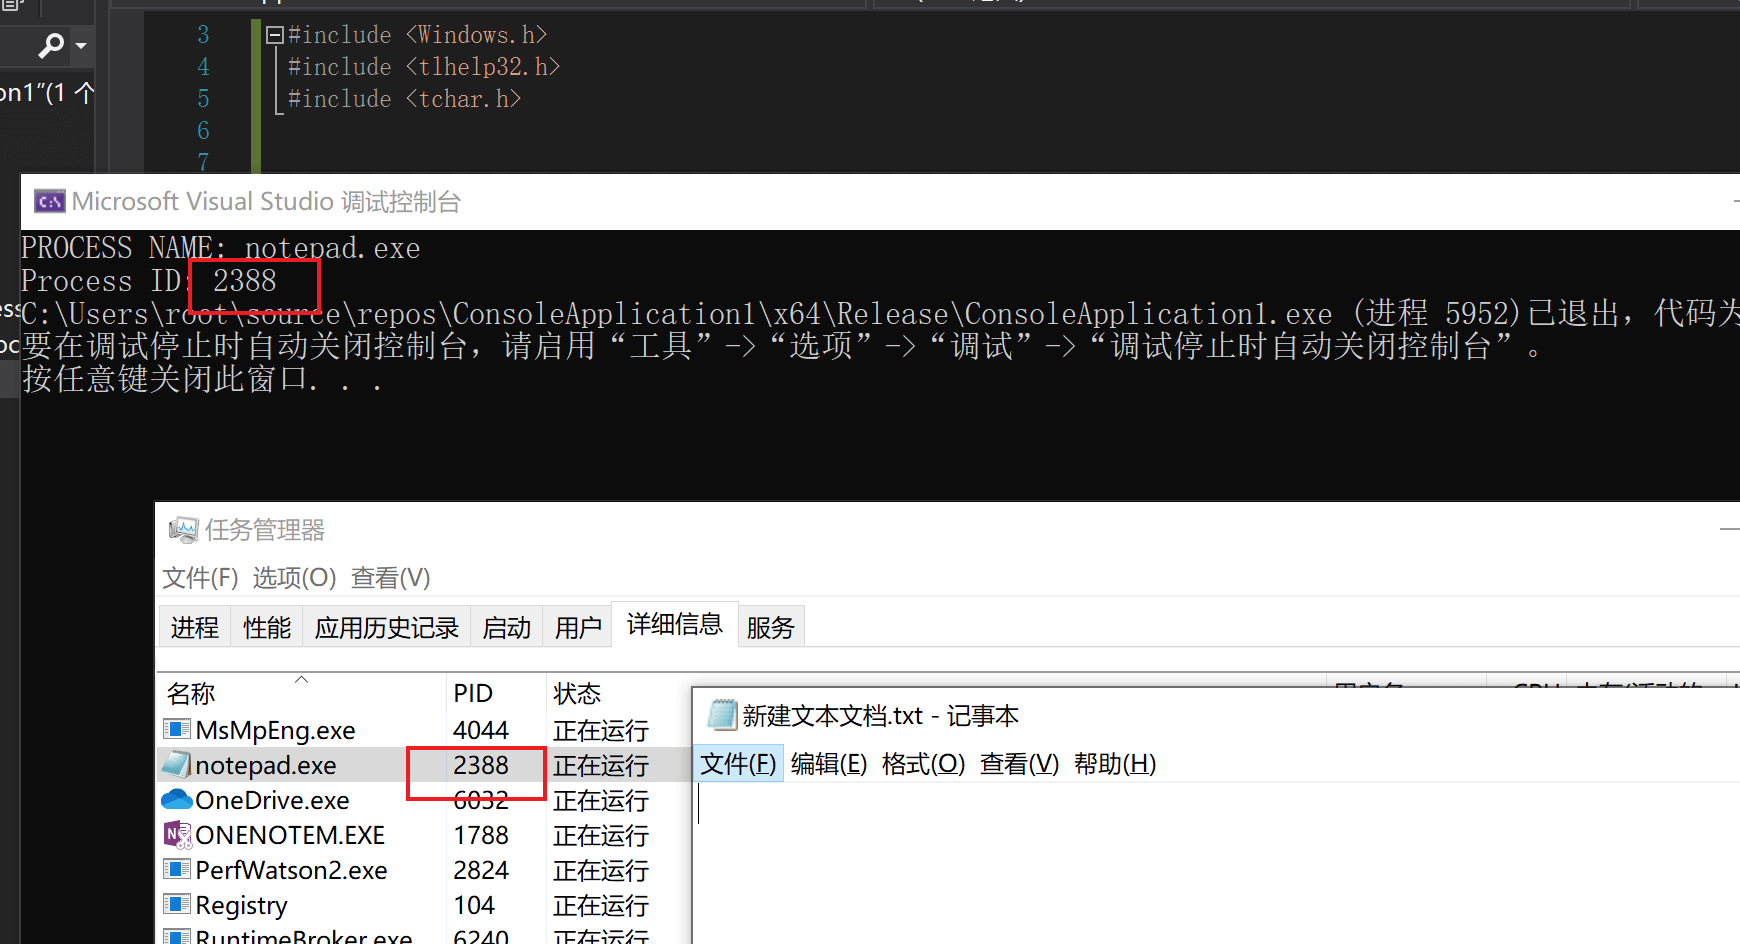 3 #include <Windows.h>
4 #include <tlhelp32.h>
on1”(1 个
5 #include <tchar.h>
6
7
Microsoft Visual Studio 调试控制台
PROCESS NAME: notepad.exe
Process ID: 2388
C:\Users\root\source\repos\ConsoleApplication1\x64\Release\ConsoleApplication1.exe (进程 5952)已退出，代码为
要在调试停止时自动关闭控制台，请启用“工具”->“选项”->“调试”->“调试停止时自动关闭控制台”。
按任意键关闭此窗口. . .
任务管理器
文件(F) 选项(O) 查看(V)
进程 性能 应用历史记录 启动 用户 详细信息 服务
名称 PID 状态
MsMpEng.exe 4044 正在运行
notepad.exe 2388 正在运行
OneDrive.exe 6032 正在运行
ONENOTEM.EXE 1788 正在运行
PerfWatson2.exe 2824 正在运行
Registry 104 正在运行
RuntimeBroker.exe 6240 正在运行
新建文本文档.txt - 记事本
文件(F) 编辑(E) 格式(O) 查看(V) 帮助(H)